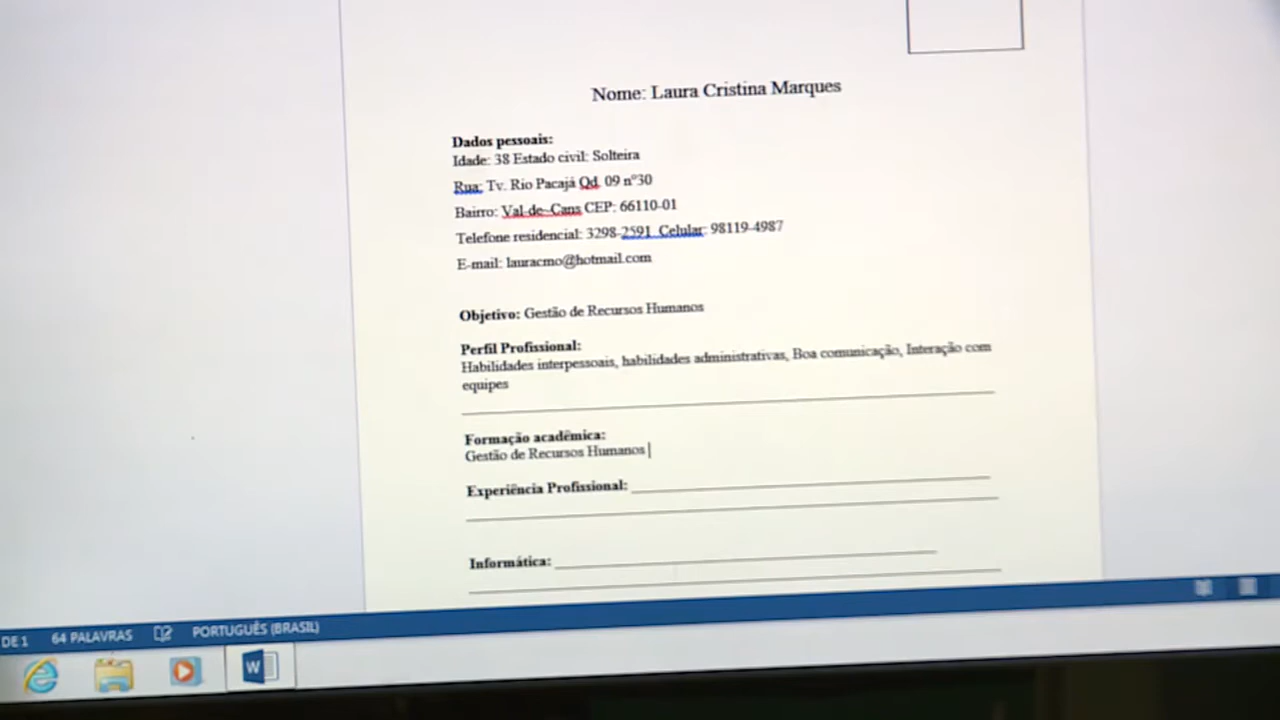 Nome: Laura Cristina Marques
Dados pessoais:
Idade: 38 Estado civil: Solteira
Rua: Tv. Rio Pacajá Qd. 09 n°30
Bairro: Val-de-Cans CEP: 66110-01
Telefone residencial: 3298-2591 Celular: 98119-4987
E-mail: lauracmo@hotmail.com
Objetivo: Gestão de Recursos Humanos
Perfil Profissional:
Habilidades interpessoais, habilidades administrativas, Boa comunicação, Interação com
equipes
Formação acadêmica:
Gestão de Recursos Humanos
Experiência Profissional:
Informática:
DE 1 64 PALAVRAS PORTUGUÊS (BRASIL)
W